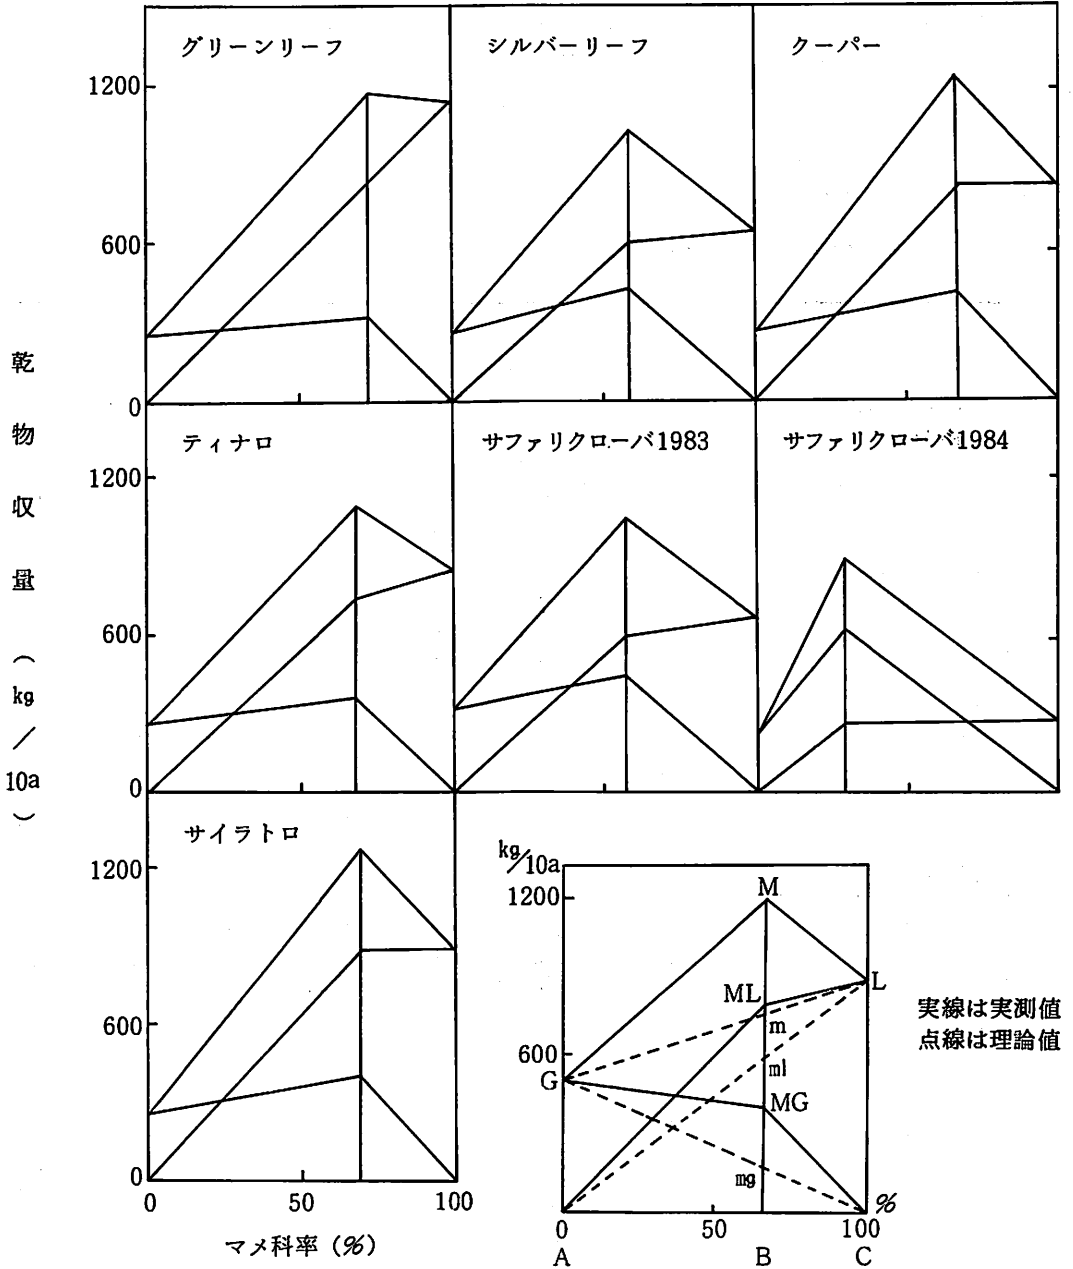 グリーンリーフ
シルバーリーフ
クーパー
1200
600
0
ティナロ
サファリクローバ1983
サファリクローバ1984
1200
600
0
乾物収量(kg/10a)
サイラトロ
1200
600
0
0 50 100
マメ科率(%)
kg/10a
1200
600
M
ML
L
m
G
ml
MG
mg
%
0 50 100
A B C
実線は実測値
点線は理論値